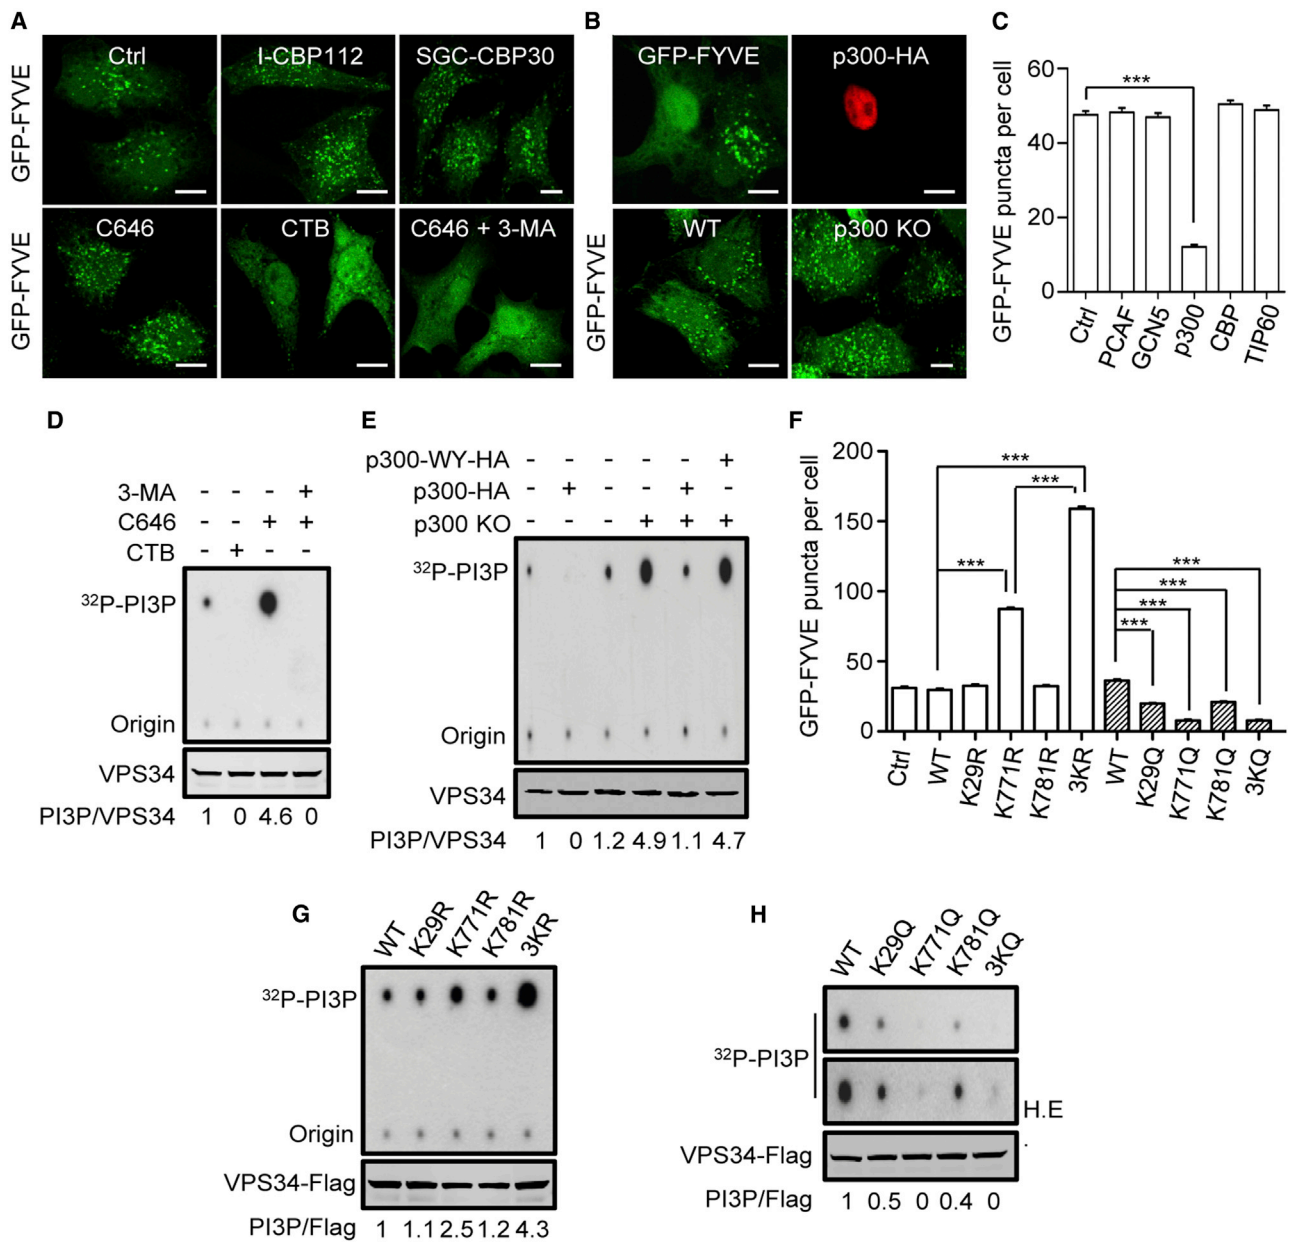 A
GFP-FYVE
Ctrl
I-CBP112
SGC-CBP30
GFP-FYVE
C646
CTB
C646 + 3-MA
B
GFP-FYVE
GFP-FYVE
p300-HA
WT
p300 KO
C
GFP-FYVE puncta per cell
60
40
20
0
***
Ctrl
PCAF
GCN5
p300
CBP
TIP60
D
3-MA - - - +
C646 - - + +
CTB - + - -
³²P-PI3P
Origin
VPS34
PI3P/VPS34 1 0 4.6 0
E
p300-WY-HA - - - - - +
p300-HA - + - - + -
p300 KO - - - + + +
³²P-PI3P
Origin
VPS34
PI3P/VPS34 1 0 1.2 4.9 1.1 4.7
F
GFP-FYVE puncta per cell
200
150
100
50
0
***
***
***
***
***
***
***
Ctrl
WT
K29R
K771R
K781R
3KR
WT
K29Q
K771Q
K781Q
3KQ
G
WT K29R K771R K781R 3KR
³²P-PI3P
Origin
VPS34-Flag
PI3P/Flag 1 1.1 2.5 1.2 4.3
H
WT K29Q K771Q K781Q 3KQ
³²P-PI3P
H.E
.
VPS34-Flag
PI3P/Flag 1 0.5 0 0.4 0